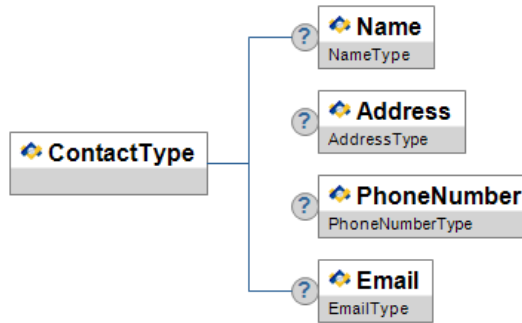 ? Name
NameType
? Address
AddressType
ContactType
? PhoneNumber
PhoneNumberType
? Email
EmailType